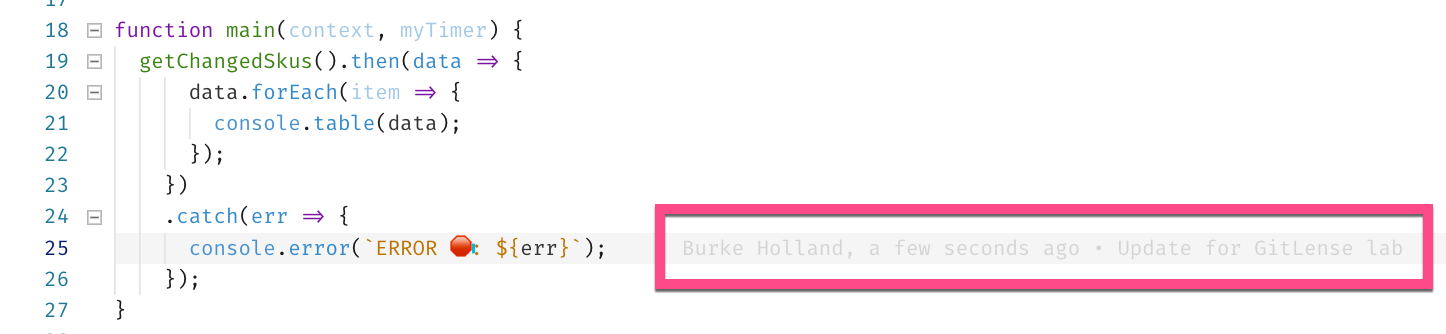 17
18 function main(context, myTimer) {
19 getChangedSkus().then(data => {
20 data.forEach(item => {
21 console.table(data);
22 });
23 })
24 .catch(err => {
25 console.error(`ERROR 🛑: ${err}`); Burke Holland, a few seconds ago • Update for GitLense lab
26 });
27 }